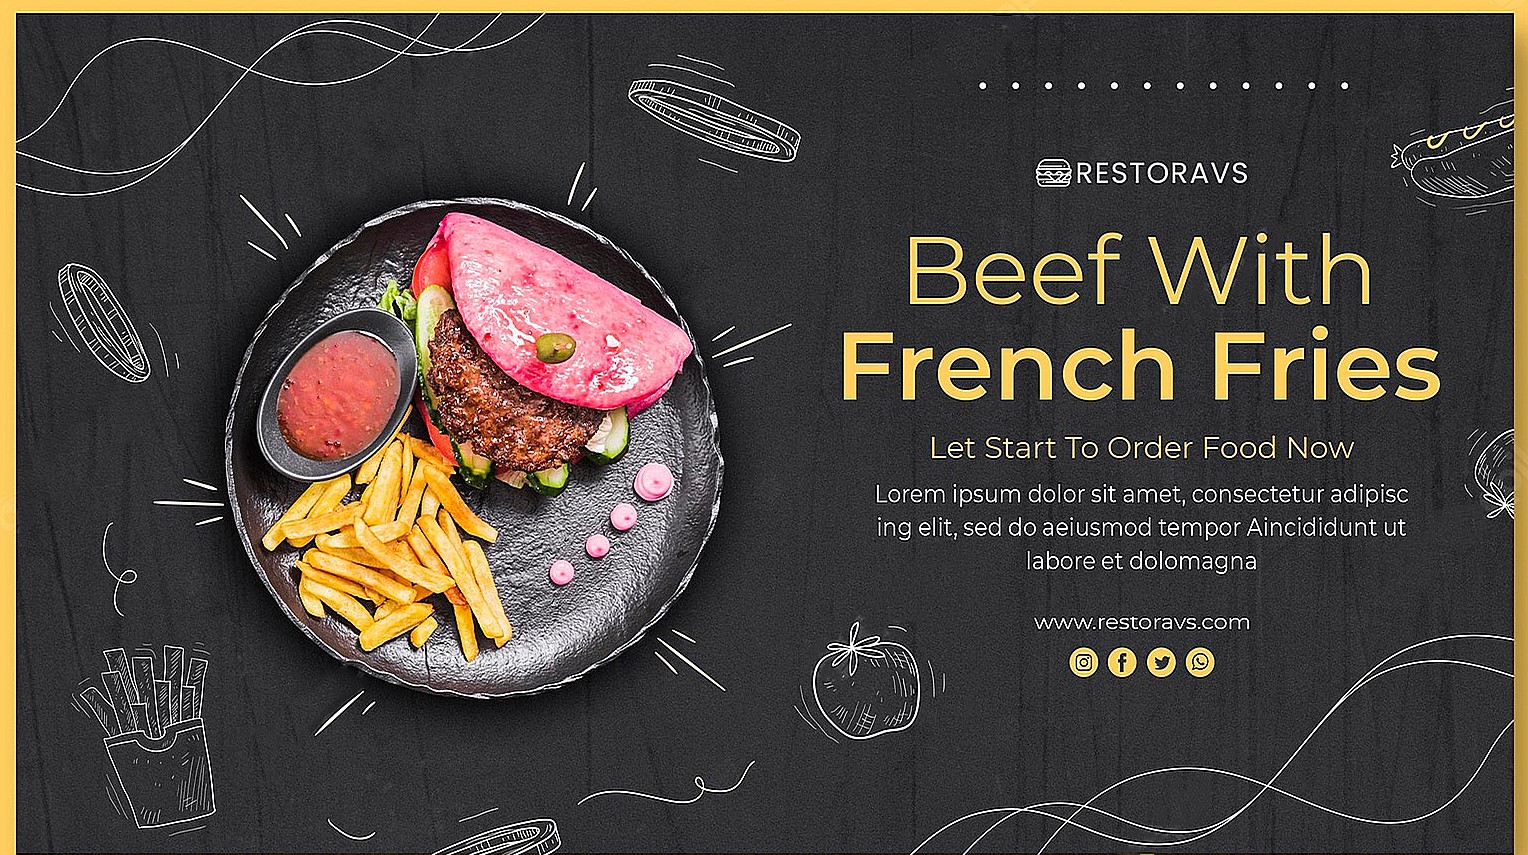 RESTORAVS
Beef With
French Fries
Let Start To Order Food Now
Lorem ipsum dolor sit amet, consectetur adipisc
ing elit, sed do aeiusmod tempor Aincididunt ut
labore et dolomagna
www.restoravs.com